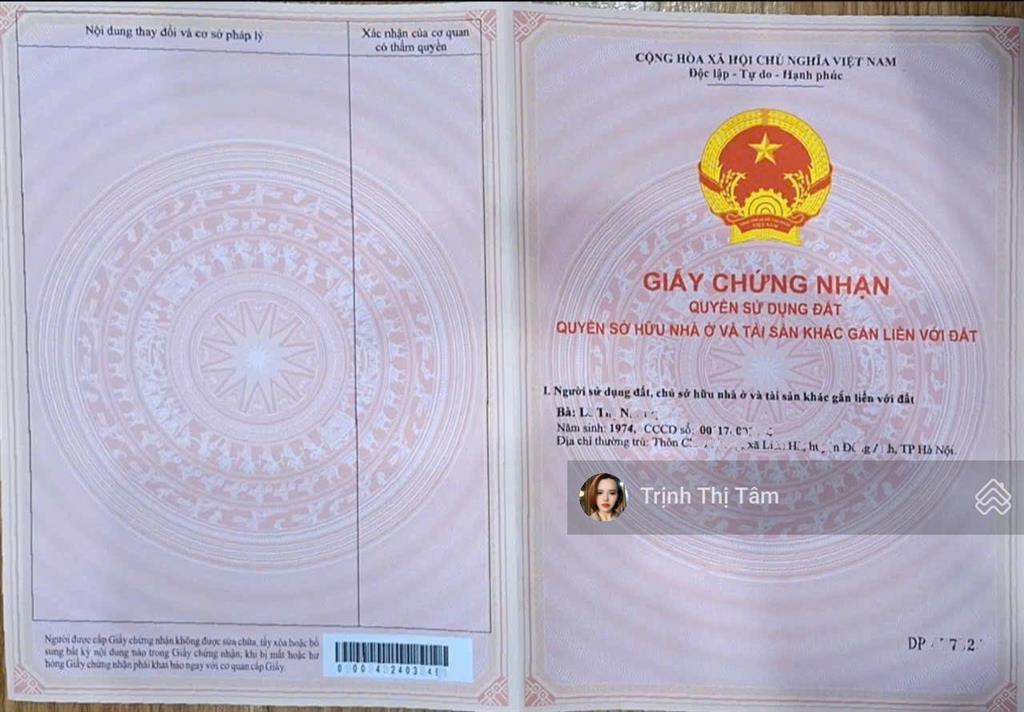 Nội dung thay đổi và cơ sở pháp lý
Xác nhận của cơ quan
có thẩm quyền
Người được cấp Giấy chứng nhận không được sửa chữa, tẩy xóa hoặc bổ
sung bất kỳ nội dung nào trong Giấy chứng nhận; khi bị mất hoặc hư
hỏng Giấy chứng nhận phải khai báo ngay với cơ quan cấp Giấy.
CỘNG HÒA XÃ HỘI CHỦ NGHĨA VIỆT NAM
Độc lập - Tự do - Hạnh phúc
VIỆT NAM
GIẤY CHỨNG NHẬN
QUYỀN SỬ DỤNG ĐẤT
QUYỀN SỞ HỮU NHÀ Ở VÀ TÀI SẢN KHÁC GẮN LIỀN VỚI ĐẤT
I. Người sử dụng đất, chủ sở hữu nhà ở và tài sản khác gắn liền với đất
Bà:
Năm sinh: 1974, CCCD số:
Địa chỉ thường trú: Thôn xã TP Hà Nội.
Trịnh Thị Tâm
DP